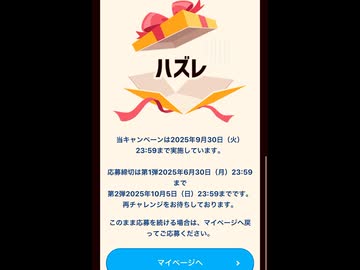 ハズレ
当キャンペーンは2025年9月30日（火）
23:59まで実施しています。
応募締切は第1弾2025年6月30日（月）23:59
まで
第2弾2025年10月5日（日）23:59までです。
再チャレンジをお待ちしております。
このまま応募を続ける場合は、マイページへ戻
ってご応募ください。
マイページへ